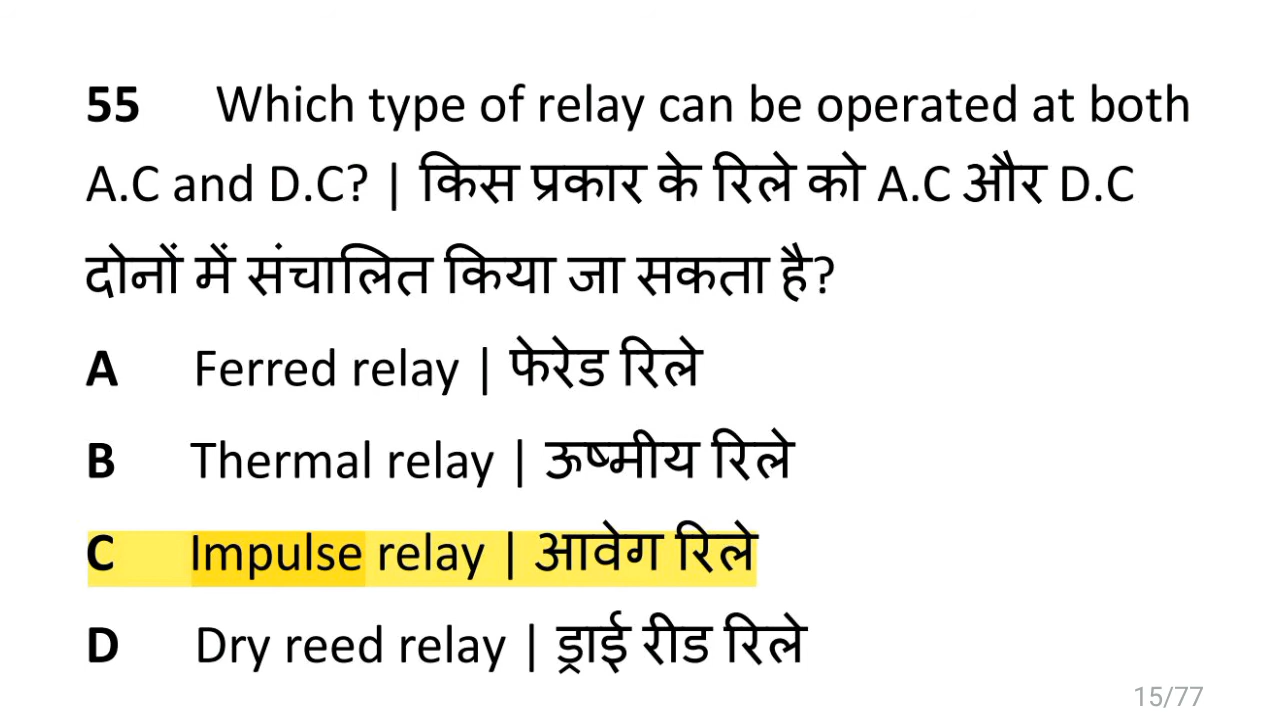 55 Which type of relay can be operated at both
A.C and D.C? | किस प्रकार के रिले को A.C और D.C
दोनों में संचालित किया जा सकता है?
A Ferred relay | फेरेड रिले
B Thermal relay | ऊष्मीय रिले
C Impulse relay | आवेग रिले
D Dry reed relay | ड्राई रीड रिले
15/77